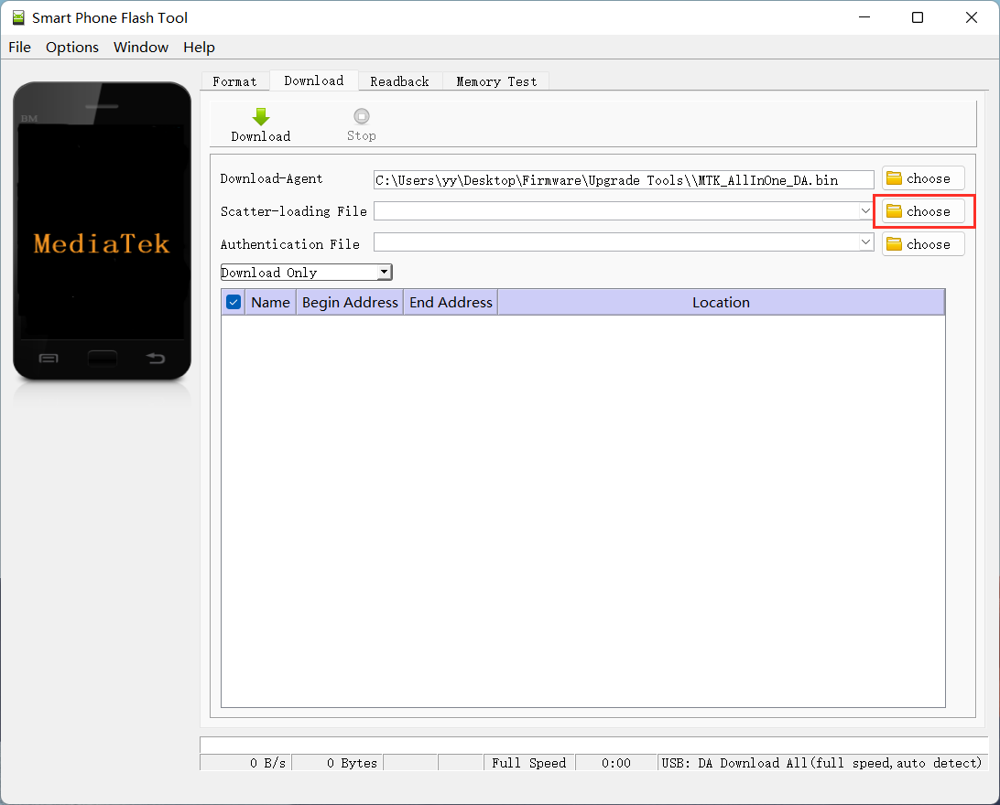 Smart Phone Flash Tool
File Options Window Help
Format Download Readback Memory Test
BM
Download Stop
MediaTek
Download-Agent C:\Users\yy\Desktop\Firmware\Upgrade Tools\\MTK_AllInOne_DA.bin choose
Scatter-loading File choose
Authentication File choose
Download Only
Name Begin Address End Address Location
0 B/s 0 Bytes Full Speed 0:00 USB: DA Download All(full speed,auto detect)